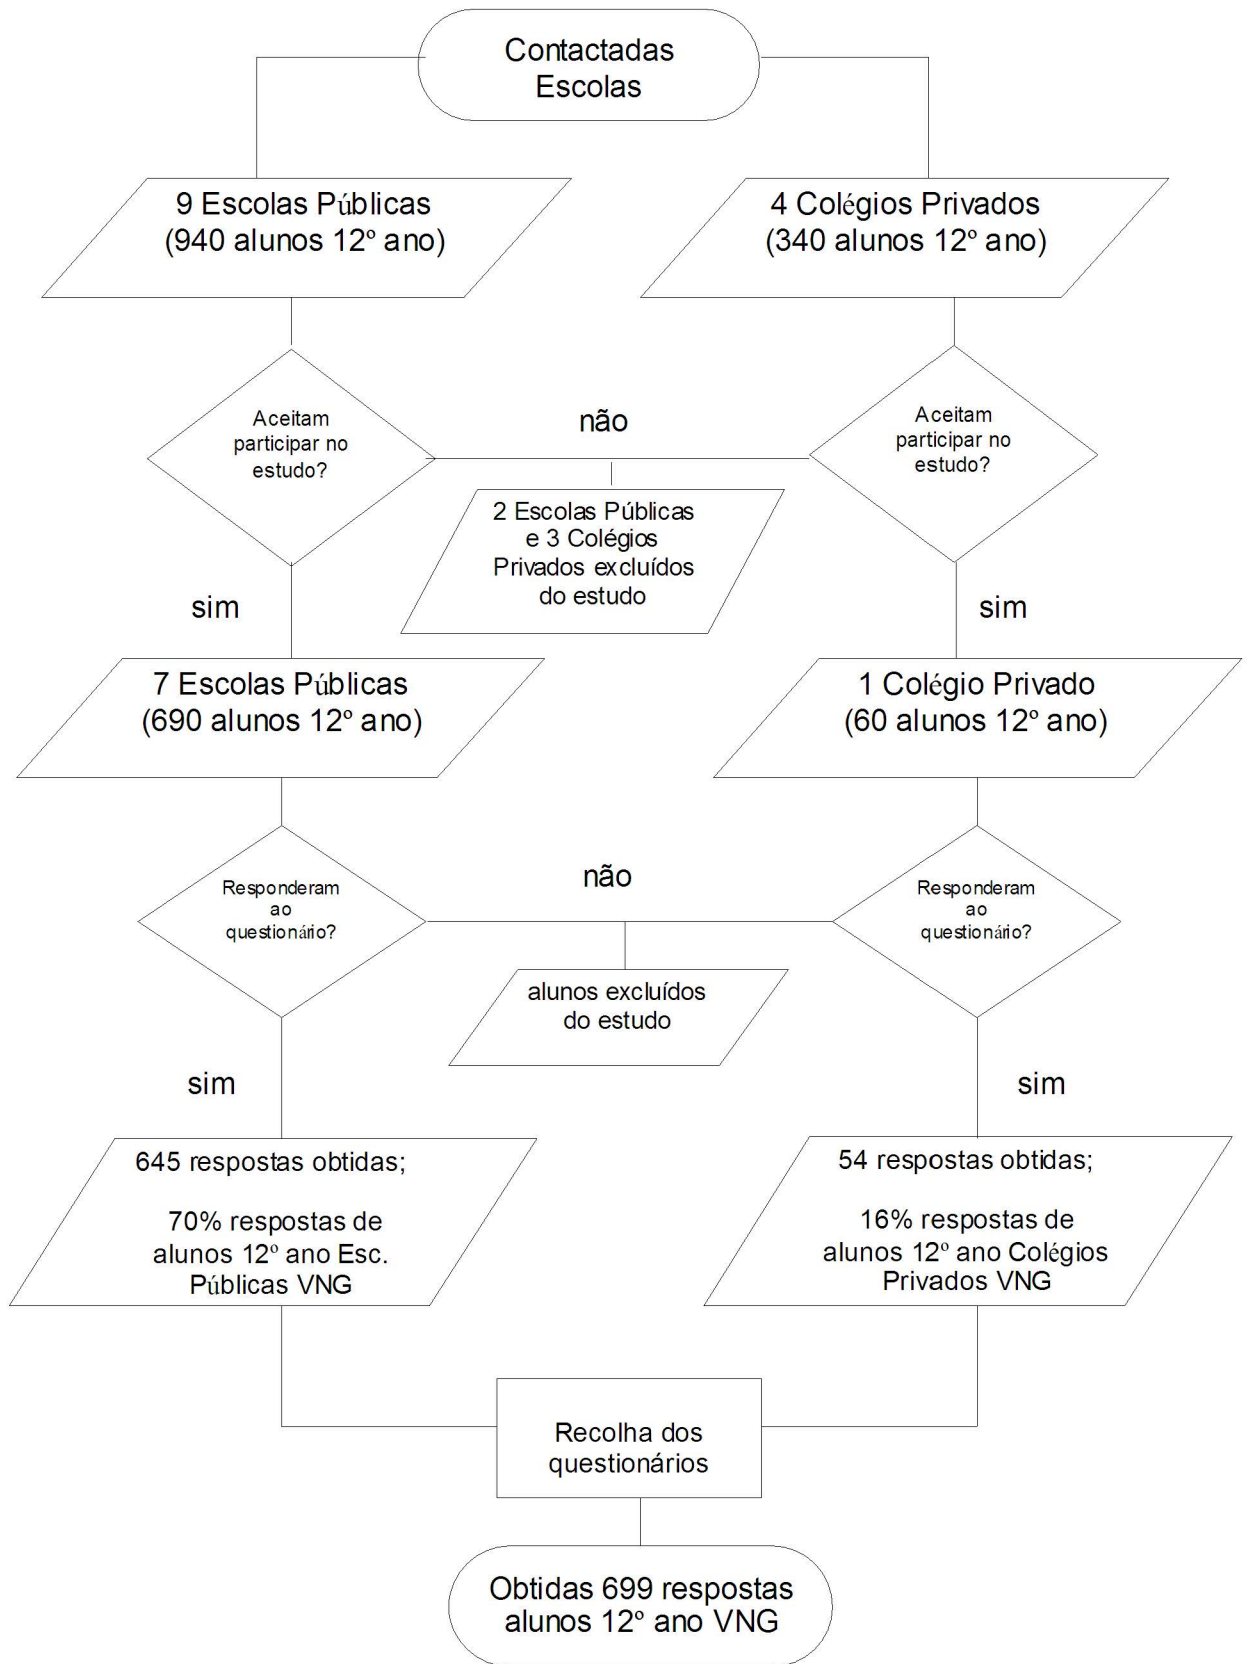 Contactadas
Escolas
9 Escolas Públicas
(940 alunos 12º ano)
4 Colégios Privados
(340 alunos 12º ano)
Aceitam
participar no
estudo?
não
Aceitam
participar no
estudo?
2 Escolas Públicas
e 3 Colégios
Privados excluídos
do estudo
sim
sim
7 Escolas Públicas
(690 alunos 12º ano)
1 Colégio Privado
(60 alunos 12º ano)
Responderam
ao
questionário?
não
Responderam
ao
questionário?
alunos excluídos
do estudo
sim
sim
645 respostas obtidas;
70% respostas de
alunos 12º ano Esc.
Públicas VNG
54 respostas obtidas;
16% respostas de
alunos 12º ano Colégios
Privados VNG
Recolha dos
questionários
Obtidas 699 respostas
alunos 12º ano VNG